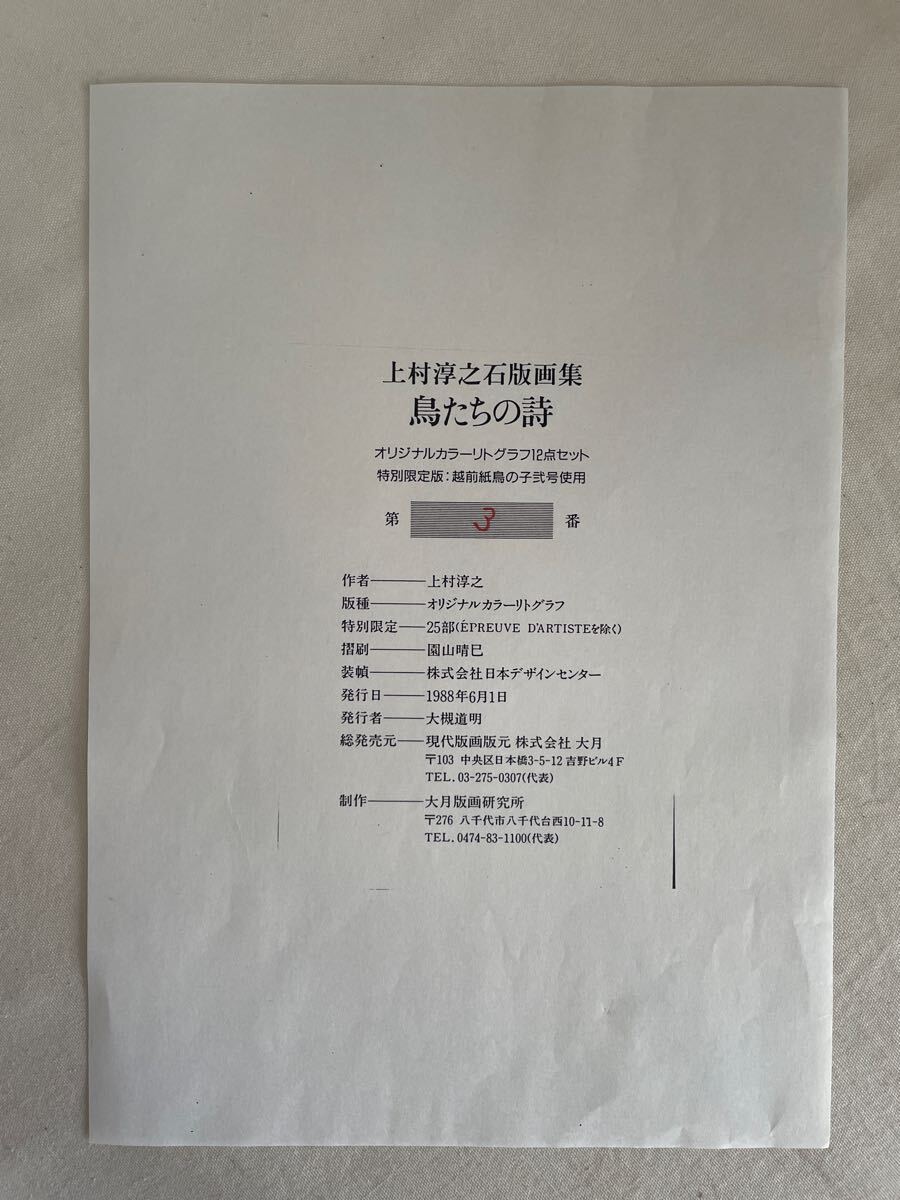 上村淳之石版画集
鳥たちの詩
オリジナルカラーリトグラフ12点セット
特別限定版：越前紙鳥の子弐号使用
第 3 番
作者――上村淳之
版種――オリジナルカラーリトグラフ
特別限定――25部(ÉPREUVE D'ARTISTEを除く)
摺刷――園山晴巳
装幀――株式会社日本デザインセンター
発行日――1988年6月1日
発行者――大槻道明
総発売元――現代版画版元 株式会社 大月
〒103 中央区日本橋3-5-12 吉野ビル4F
TEL.03-275-0307(代表)
制作――大月版画研究所
〒276 八千代市八千代台西10-11-8
TEL.0474-83-1100(代表)